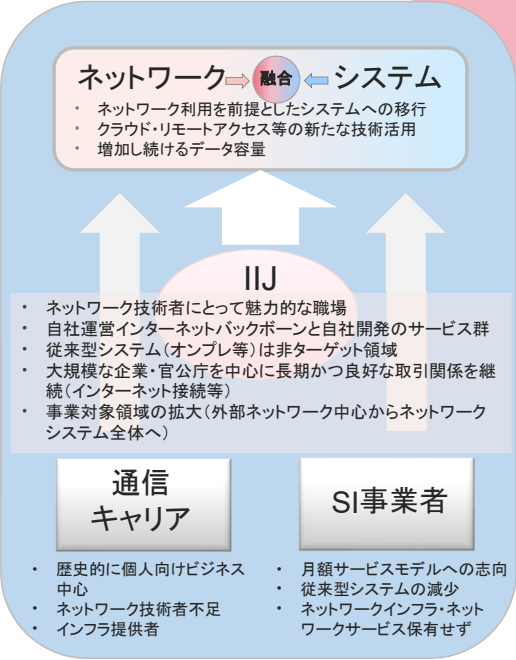 ネットワーク 融合 システム
・ ネットワーク利用を前提としたシステムへの移行
・ クラウド・リモートアクセス等の新たな技術活用
・ 増加し続けるデータ容量
IIJ
・ ネットワーク技術者にとって魅力的な職場
・ 自社運営インターネットバックボーンと自社開発のサービス群
・ 従来型システム(オンプレ等)は非ターゲット領域
・ 大規模な企業・官公庁を中心に長期かつ良好な取引関係を継
続(インターネット接続等)
・ 事業対象領域の拡大(外部ネットワーク中心からネットワーク
システム全体へ)
通信
キャリア
・ 歴史的に個人向けビジネス
中心
・ ネットワーク技術者不足
・ インフラ提供者
SI事業者
・ 月額サービスモデルへの志向
・ 従来型システムの減少
・ ネットワークインフラ・ネット
ワークサービス保有せず